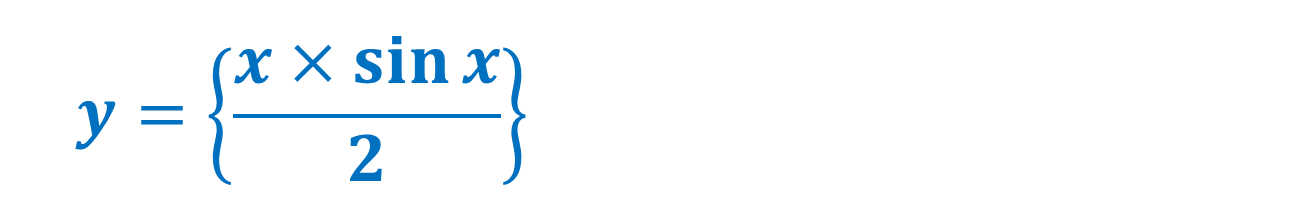 y = {(x × sin x)/2}